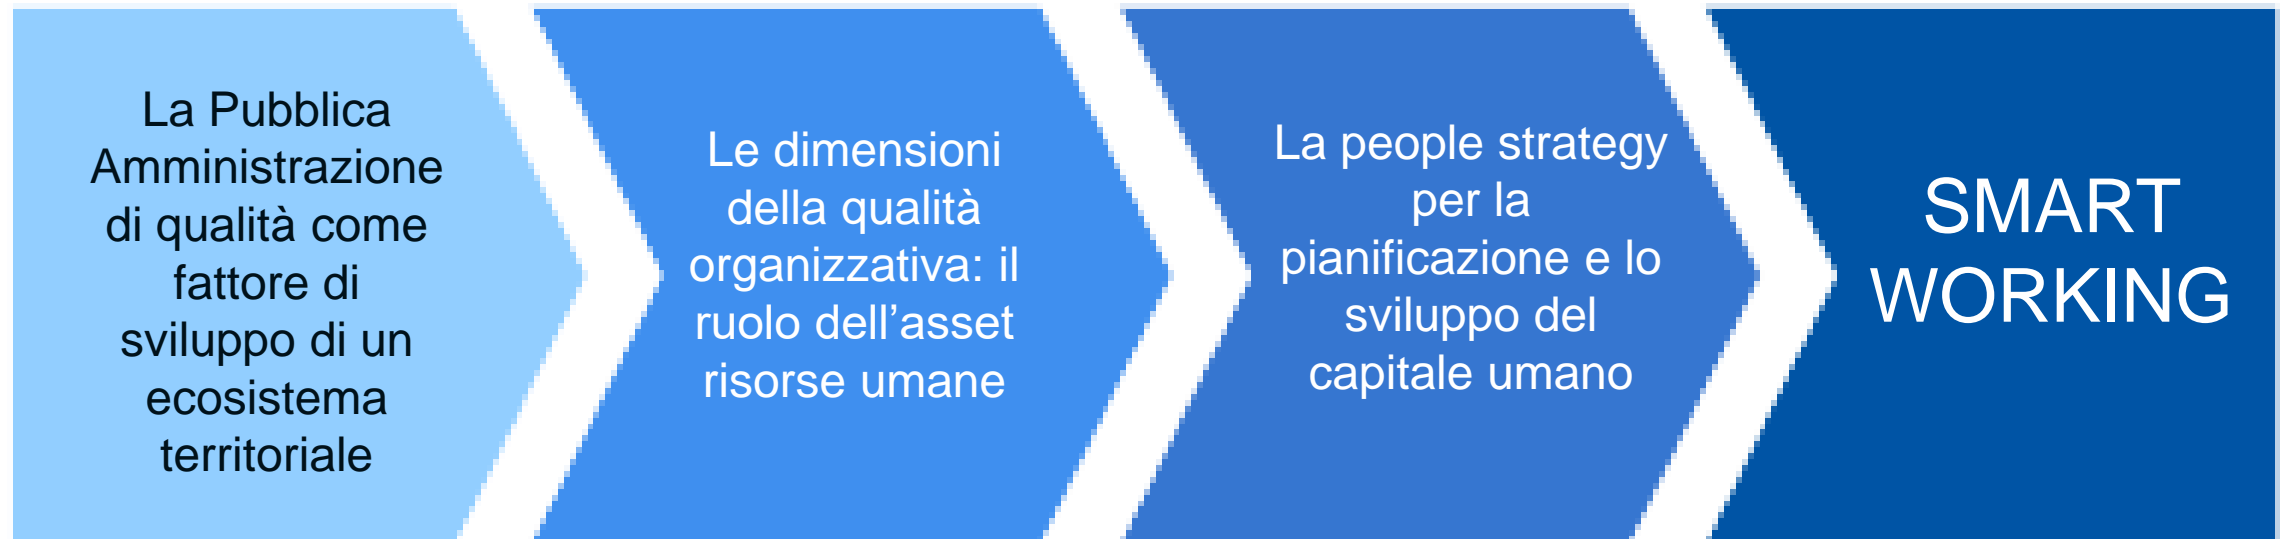 La Pubblica
Amministrazione
di qualità come
fattore di
sviluppo di un
ecosistema
territoriale
Le dimensioni
della qualità
organizzativa: il
ruolo dell’asset
risorse umane
La people strategy
per la
pianificazione e lo
sviluppo del
capitale umano
SMART
WORKING